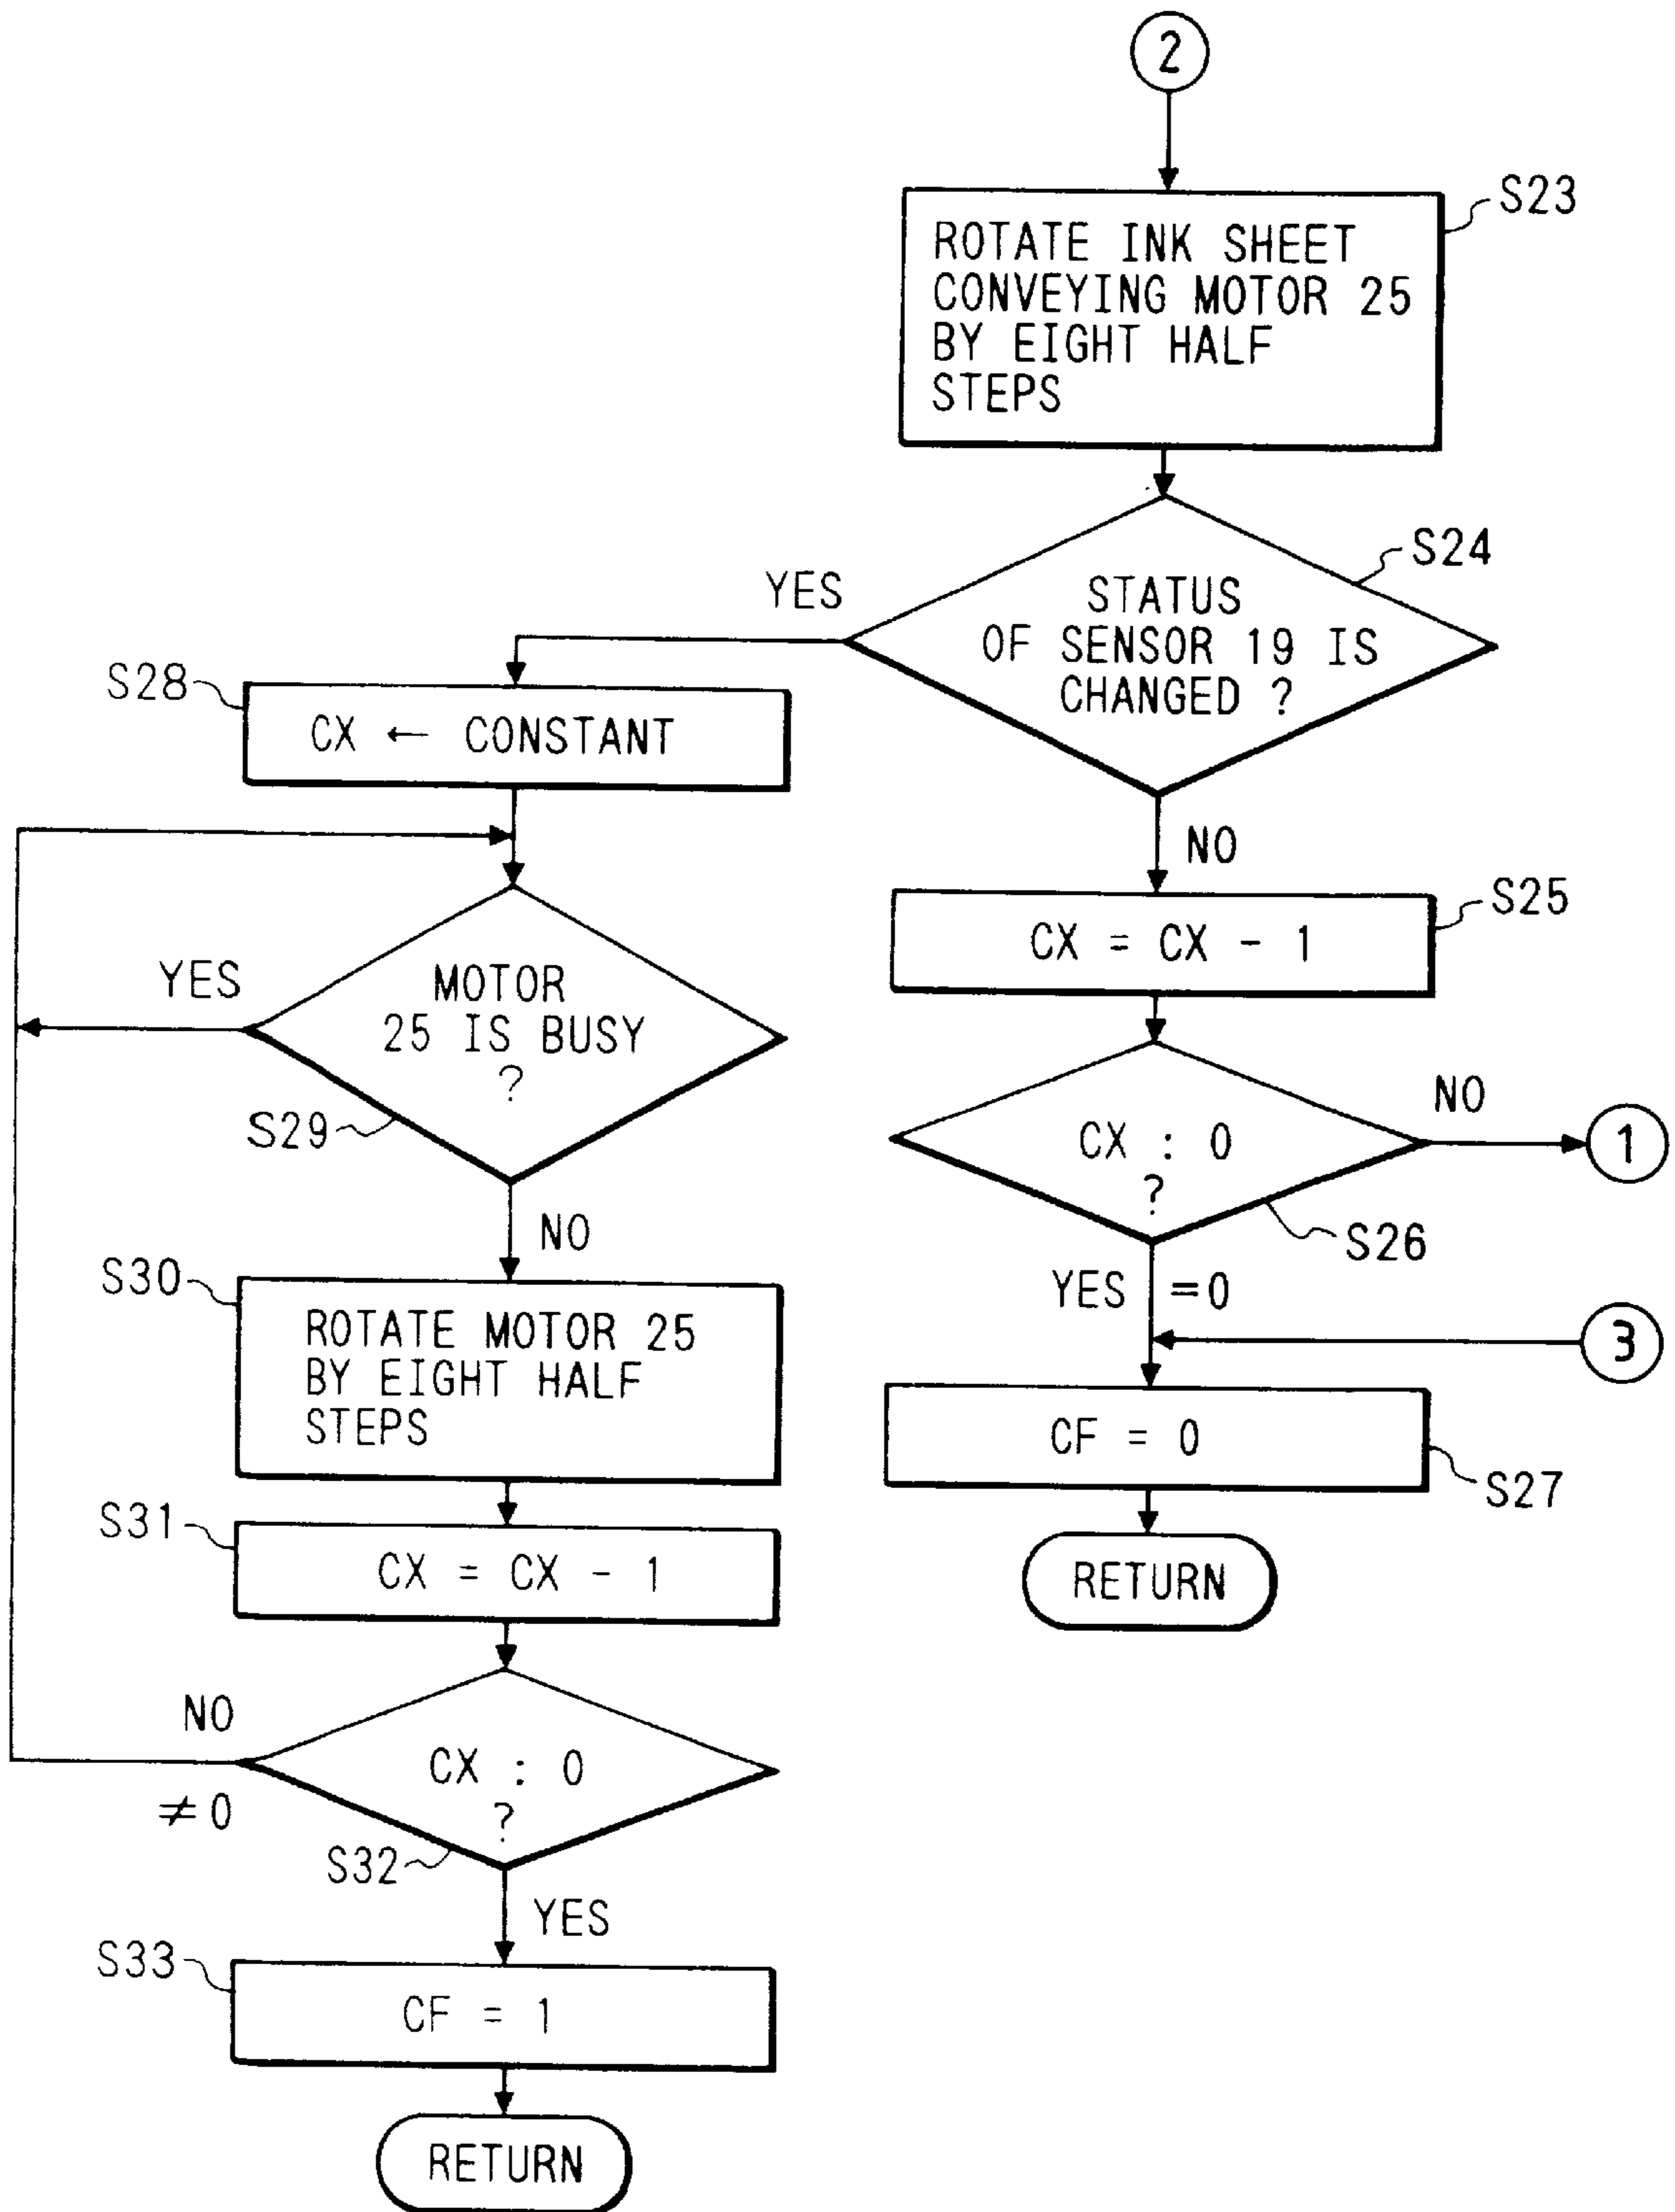 2
S23
ROTATE INK SHEET
CONVEYING MOTOR 25
BY EIGHT HALF
STEPS
S24
YES
STATUS
OF SENSOR 19 IS
CHANGED ?
S28
CX ← CONSTANT
NO
S25
CX = CX - 1
YES
MOTOR
25 IS BUSY
?
S29
NO
CX : 0
?
NO
1
S26
YES =0
3
S30
ROTATE MOTOR 25
BY EIGHT HALF
STEPS
CF = 0
S27
RETURN
S31
CX = CX - 1
NO
≠0
CX : 0
?
S32
YES
S33
CF = 1
RETURN